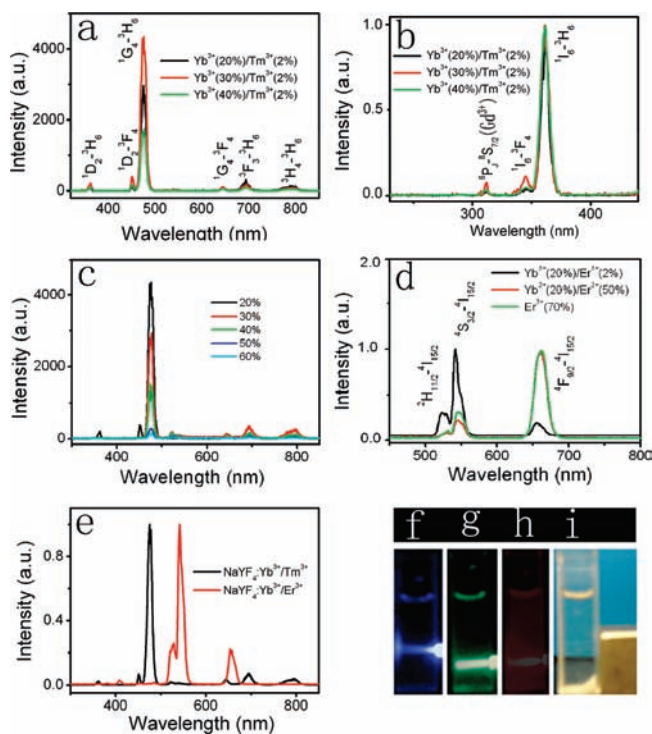 a
Intensity (a.u.)
4000
2000
0
¹D₂-³H₆
¹D₂-³F₄
¹G₄-³H₆
¹G₄-³F₄
³F₃-³H₆
³H₄-³H₆
Yb³⁺(20%)/Tm³⁺(2%)
Yb³⁺(30%)/Tm³⁺(2%)
Yb³⁺(40%)/Tm³⁺(2%)
400 500 600 700 800
Wavelength (nm)
b
Intensity (a.u.)
1.0
0.5
0.0
Yb³⁺(20%)/Tm³⁺(2%)
Yb³⁺(30%)/Tm³⁺(2%)
Yb³⁺(40%)/Tm³⁺(2%)
¹I₆-³F₄
¹I₆-³H₆
300 400
Wavelength (nm)
c
Intensity (a.u.)
4000
2000
0
20%
30%
40%
50%
60%
400 500 600 700 800
Wavelength (nm)
d
Intensity (a.u.)
2.0
1.0
0.0
²H₁₁/₂-⁴I₁₅/₂
⁴S₃/₂-⁴I₁₅/₂
⁴F₉/₂-⁴I₁₅/₂
Yb³⁺(20%)/Er³⁺(2%)
Yb³⁺(20%)/Er³⁺(50%)
Er³⁺(70%)
500 600 700 800
Wavelength (nm)
e
Intensity (a.u.)
0.8
0.4
0.0
NaYF₄:Yb³⁺/Tm³⁺
NaYF₄:Yb³⁺/Er³⁺
400 500 600 700 800
Wavelength (nm)
f g h i